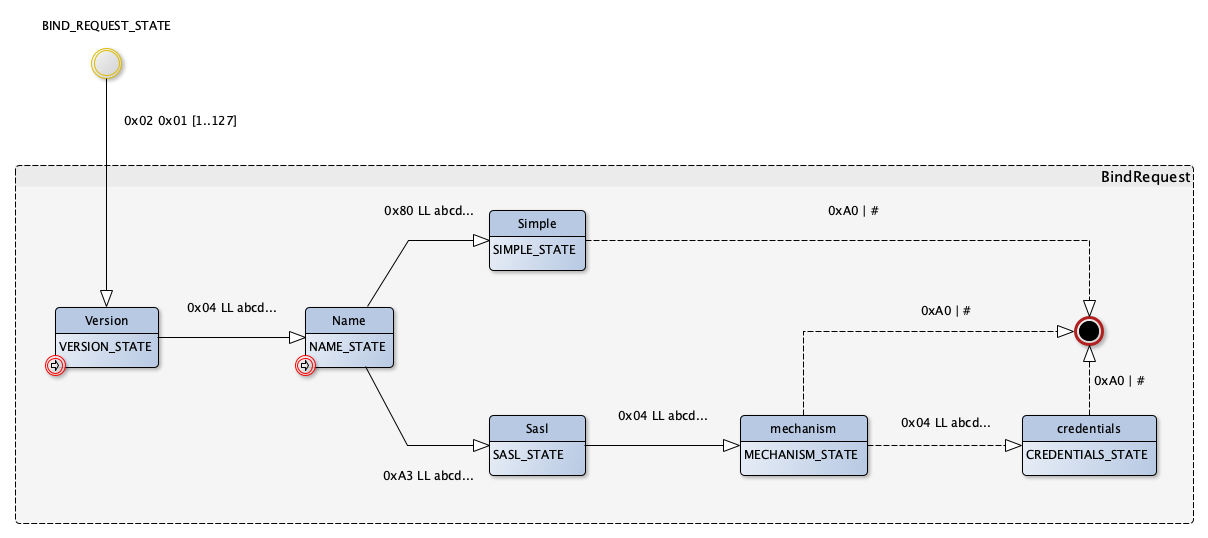 BIND_REQUEST_STATE
0x02 0x01 [1..127]
BindRequest
0x80 LL abcd...
Simple
SIMPLE_STATE
0xA0 | #
0x04 LL abcd...
Version
VERSION_STATE
Name
NAME_STATE
0xA0 | #
0xA0 | #
0xA3 LL abcd...
Sasl
SASL_STATE
0x04 LL abcd...
mechanism
MECHANISM_STATE
0x04 LL abcd...
credentials
CREDENTIALS_STATE